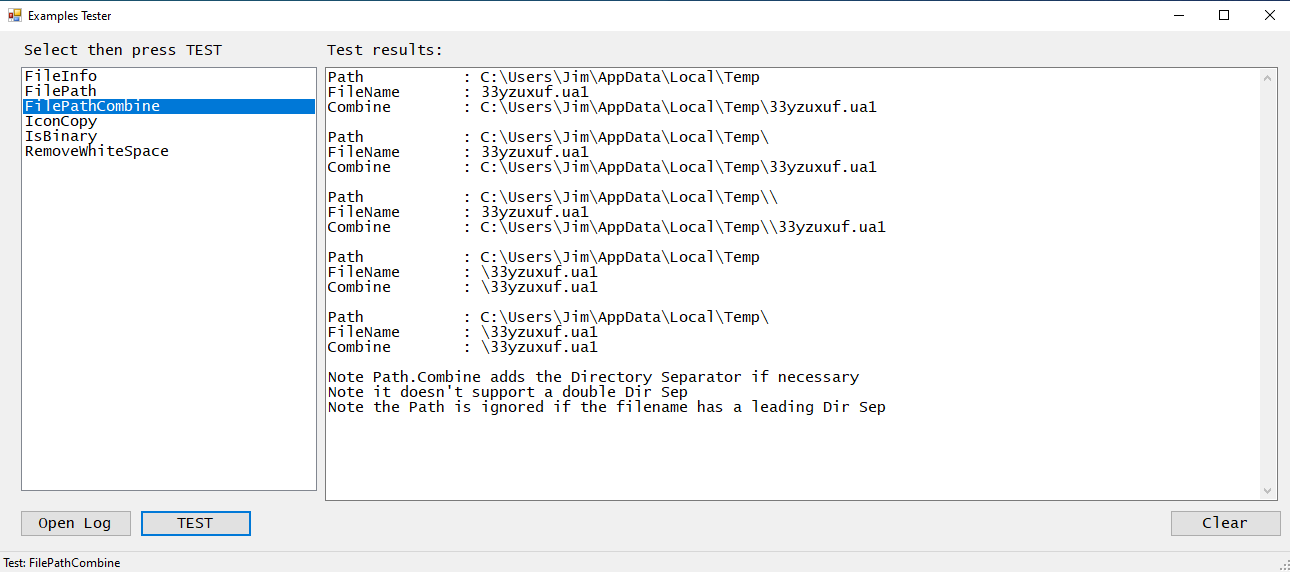 Examples Tester
Select then press TEST
Test results:
FileInfo
FilePath
FilePathCombine
IconCopy
IsBinary
RemoveWhiteSpace
Path : C:\Users\Jim\AppData\Local\Temp
FileName : 33yzuxuf.ua1
Combine : C:\Users\Jim\AppData\Local\Temp\33yzuxuf.ua1
Path : C:\Users\Jim\AppData\Local\Temp\
FileName : 33yzuxuf.ua1
Combine : C:\Users\Jim\AppData\Local\Temp\33yzuxuf.ua1
Path : C:\Users\Jim\AppData\Local\Temp\\
FileName : 33yzuxuf.ua1
Combine : C:\Users\Jim\AppData\Local\Temp\\33yzuxuf.ua1
Path : C:\Users\Jim\AppData\Local\Temp
FileName : \33yzuxuf.ua1
Combine : \33yzuxuf.ua1
Path : C:\Users\Jim\AppData\Local\Temp\
FileName : \33yzuxuf.ua1
Combine : \33yzuxuf.ua1
Note Path.Combine adds the Directory Separator if necessary
Note it doesn't support a double Dir Sep
Note the Path is ignored if the filename has a leading Dir Sep
Open Log
TEST
Clear
Test: FilePathCombine